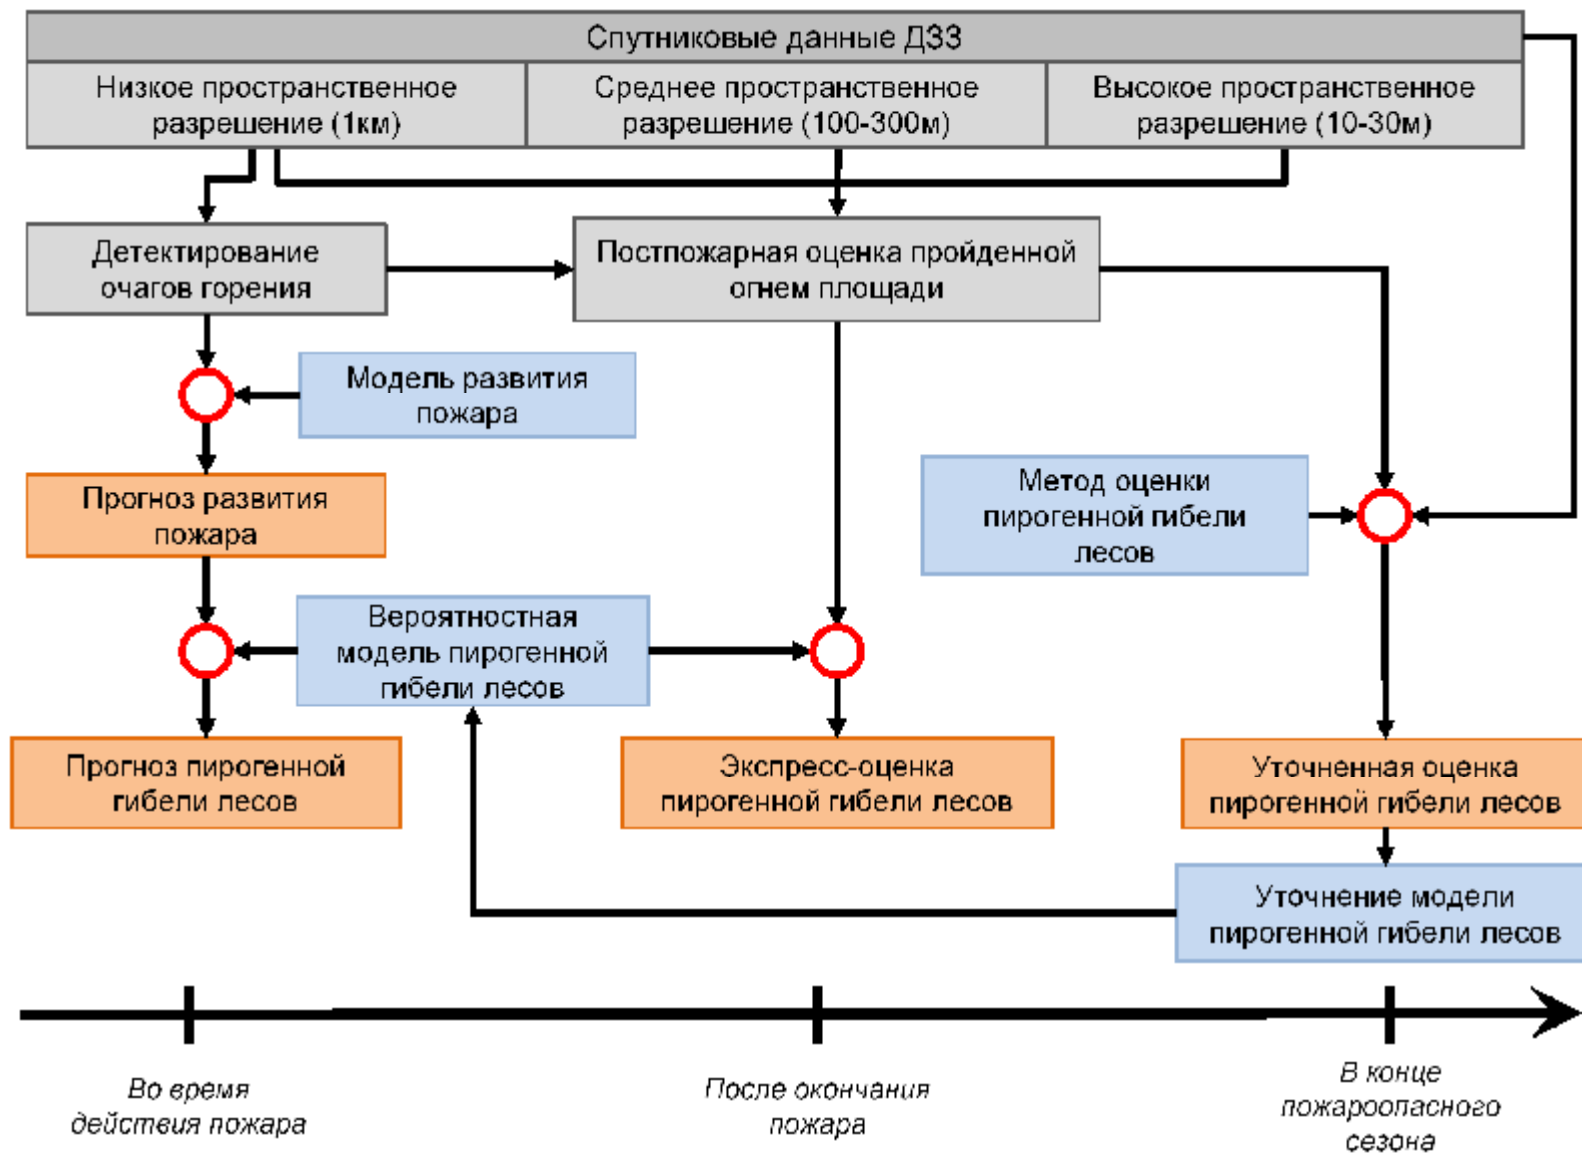 Спутниковые данные ДЗЗ
Низкое пространственное
разрешение (1км)
Среднее пространственное
разрешение (100-300м)
Высокое пространственное
разрешение (10-30м)
Детектирование
очагов горения
Постпожарная оценка пройденной
огнем площади
Модель развития
пожара
Прогноз развития
пожара
Метод оценки
пирогенной гибели
лесов
Вероятностная
модель пирогенной
гибели лесов
Прогноз пирогенной
гибели лесов
Экспресс-оценка
пирогенной гибели лесов
Уточненная оценка
пирогенной гибели лесов
Уточнение модели
пирогенной гибели лесов
Во время
действия пожара
После окончания
пожара
В конце
пожароопасного
сезона